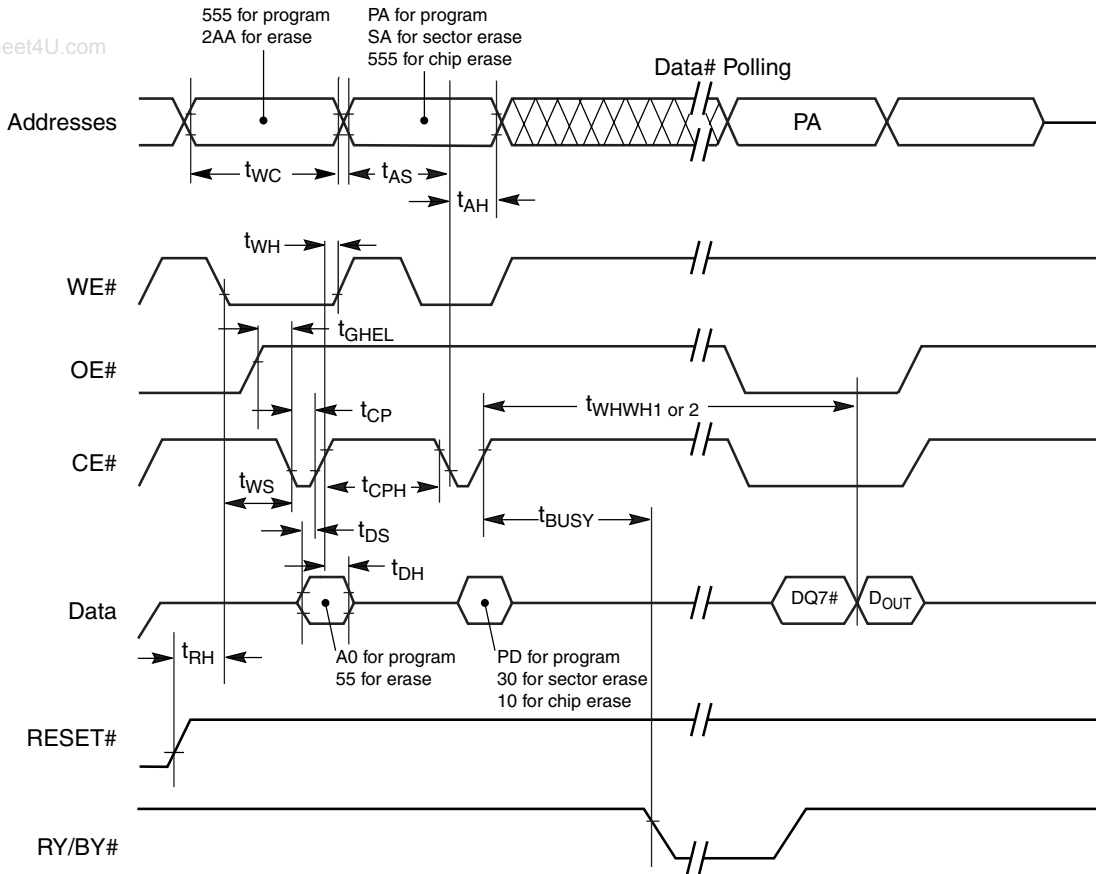 555 for program
2AA for erase
PA for program
SA for sector erase
555 for chip erase
eet4U.com
Data# Polling
Addresses
PA
tWC
tAS
tAH
tWH
WE#
tGHEL
OE#
tWHWH1 or 2
tCP
CE#
tWS
tCPH
tBUSY
tDS
tDH
Data
DQ7#
DOUT
tRH
A0 for program
55 for erase
PD for program
30 for sector erase
10 for chip erase
RESET#
RY/BY#